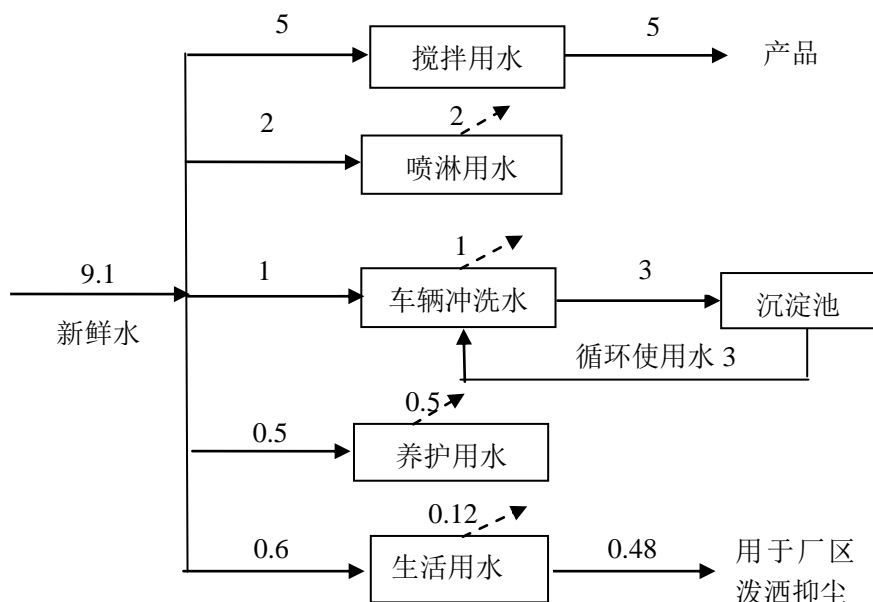 5
搅拌用水
5
产品
2
2
喷淋用水
9.1
新鲜水
1
1
车辆冲洗水
3
沉淀池
循环使用水 3
0.5
0.5
养护用水
0.6
0.12
生活用水
0.48
用于厂区
泼洒抑尘